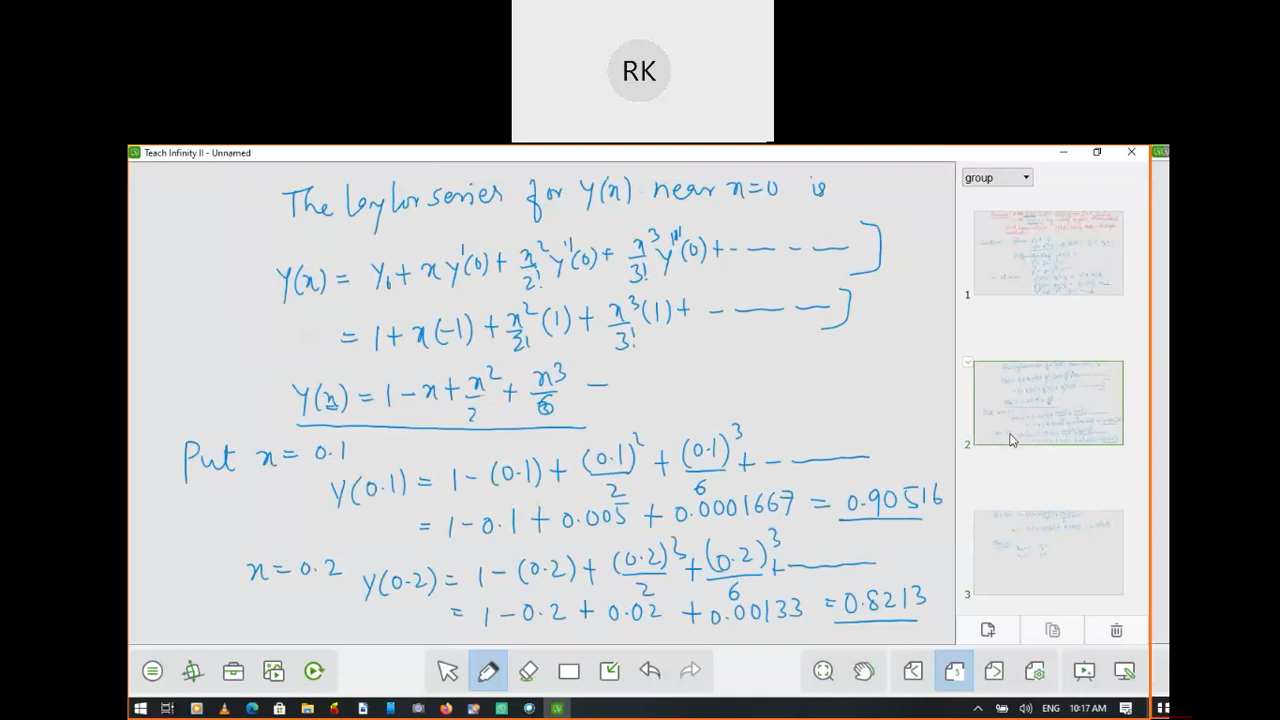 RK
Teach Infinity II - Unnamed
group
The taylor series for y(x) near x=0 is
y(x) = y₀ + x y'(0) + x²/2! y''(0) + x³/3! y'''(0) + - - - -]
= 1 + x(-1) + x²/2! (1) + x³/3! (1) + - - -]
y(x) = 1 - x + x²/2 + x³/6 -
Put x = 0.1
y(0.1) = 1 - (0.1) + (0.1)²/2 + (0.1)³/6 + - - -
= 1 - 0.1 + 0.005 + 0.0001667 = 0.90516
x = 0.2
y(0.2) = 1 - (0.2) + (0.2)²/2 + (0.2)³/6 + - - -
= 1 - 0.2 + 0.02 + 0.00133 = 0.8213
1
2
3
3
ENG 10:17 AM